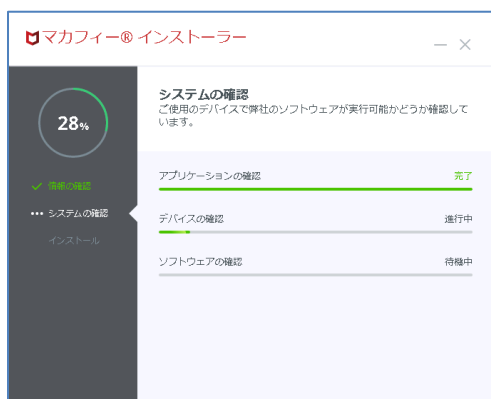 マカフィー® インストーラー
28%
情報の確認
システムの確認
インストール
システムの確認
ご使用のデバイスで弊社のソフトウェアが実行可能かどうか確認して
います。
アプリケーションの確認 完了
デバイスの確認 進行中
ソフトウェアの確認 待機中